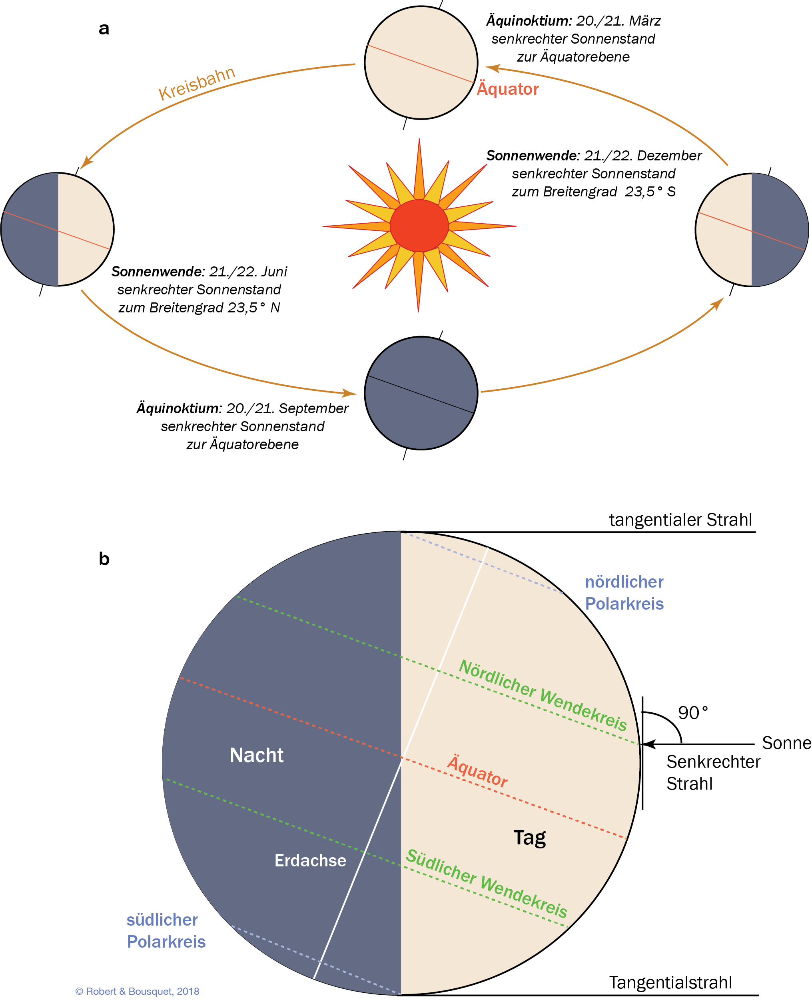 a
Äquinoktium: 20./21. März
senkrechter Sonnenstand
zur Äquatorebene
Kreisbahn
Äquator
Sonnenwende: 21./22. Dezember
senkrechter Sonnenstand
zum Breitengrad 23,5° S
Sonnenwende: 21./22. Juni
senkrechter Sonnenstand
zum Breitengrad 23,5° N
Äquinoktium: 20./21. September
senkrechter Sonnenstand
zur Äquatorebene
tangentialer Strahl
b
nördlicher
Polarkreis
Nördlicher Wendekreis
90°
Sonne
Senkrechter
Strahl
Nacht
Äquator
Tag
Erdachse
Südlicher Wendekreis
südlicher
Polarkreis
Tangentialstrahl
© Robert & Bousquet, 2018